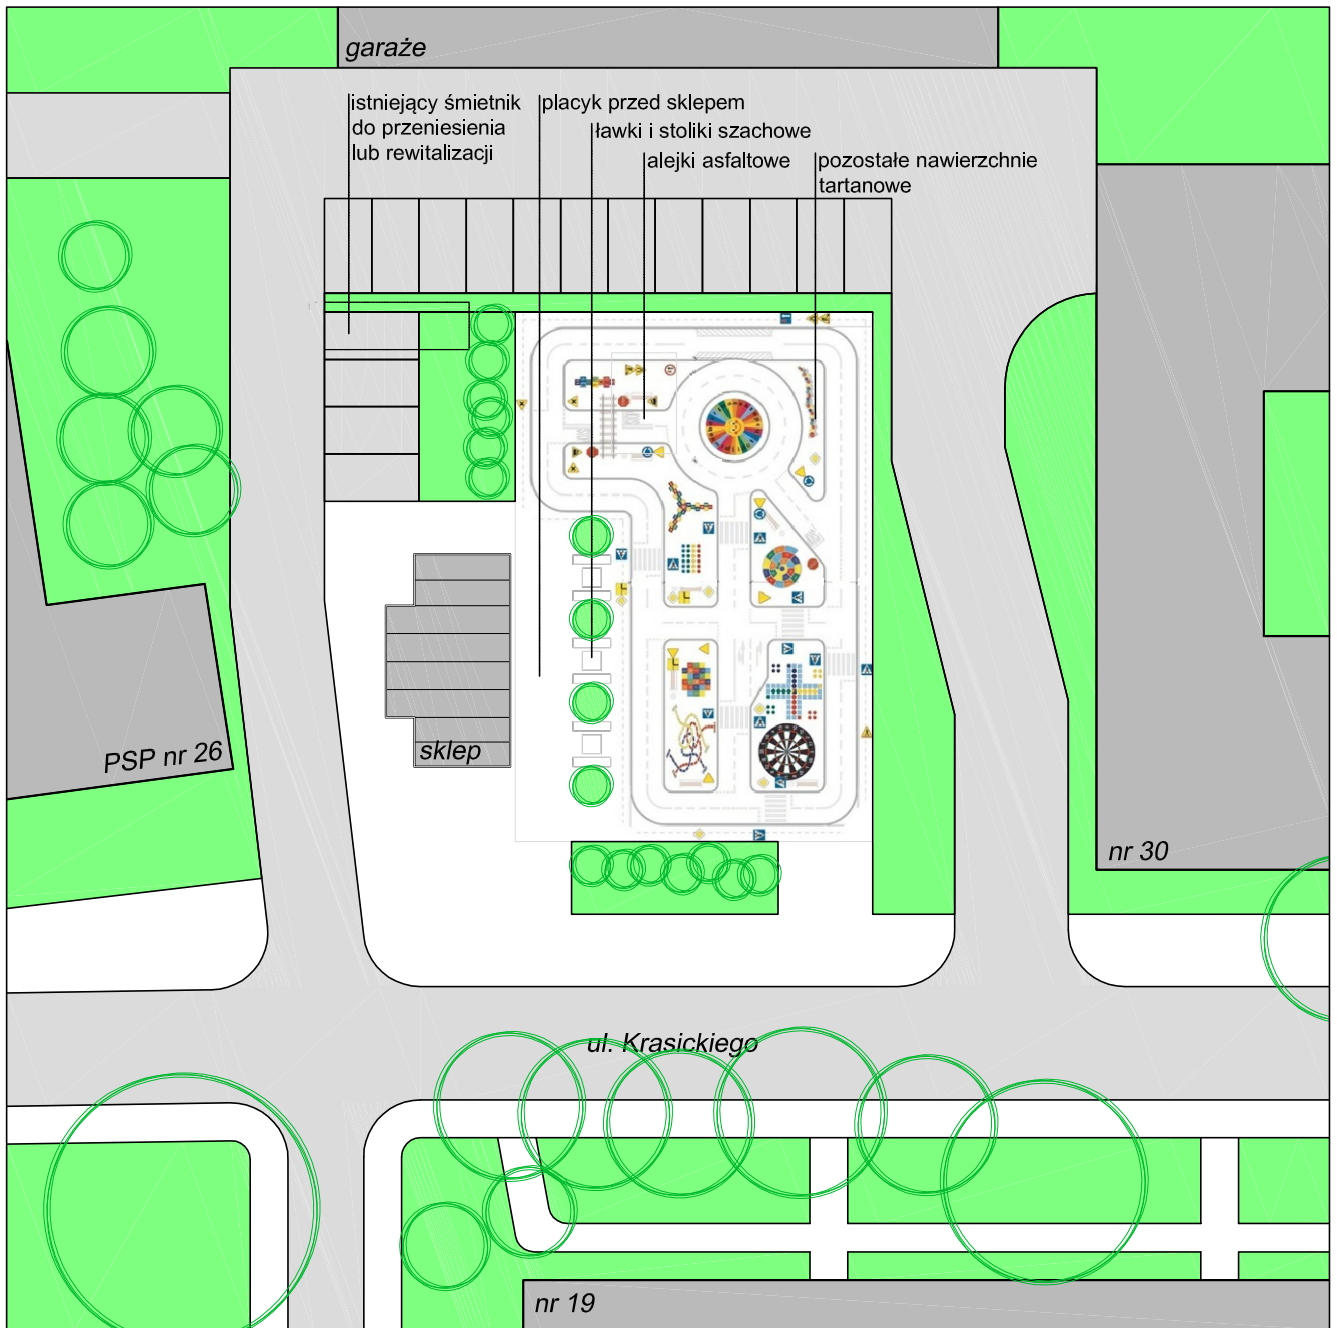 garaże
istniejący śmietnik
do przeniesienia
lub rewitalizacji
placyk przed sklepem
ławki i stoliki szachowe
alejki asfaltowe
pozostałe nawierzchnie
tartanowe
PSP nr 26
sklep
nr 30
ul. Krasickiego
nr 19